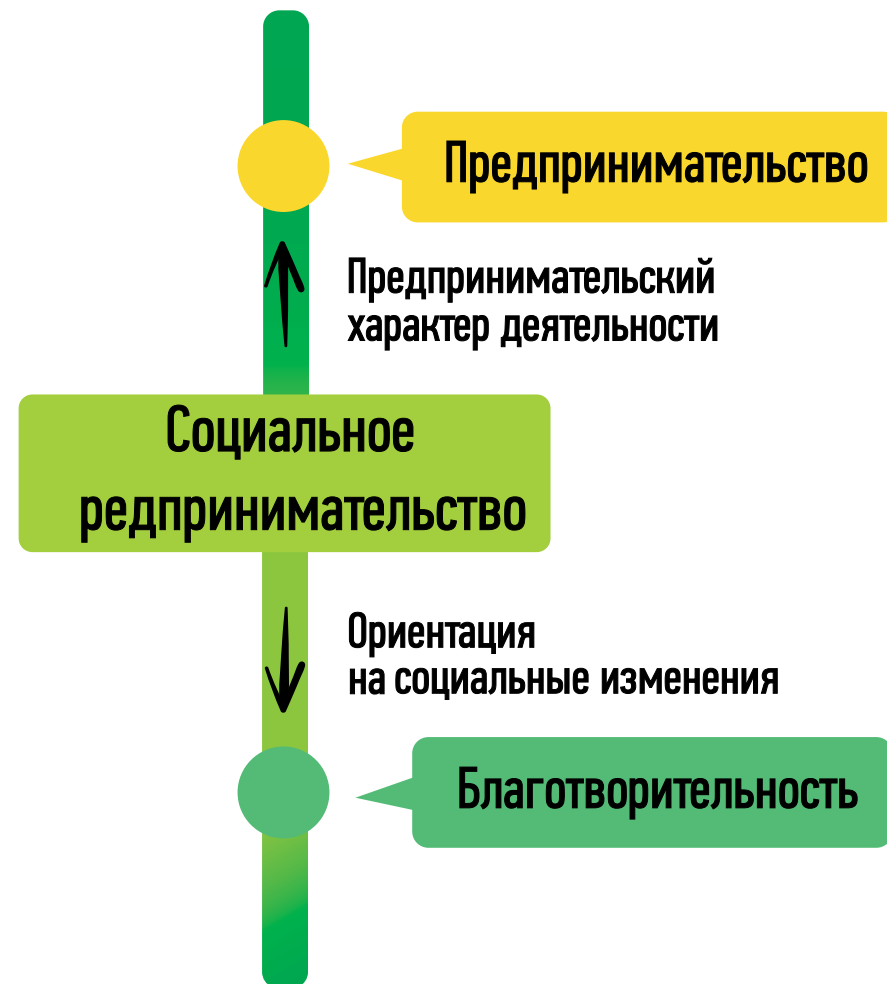 Предпринимательство
Предпринимательский
характер деятельности
Социальное
редпринимательство
Ориентация
на социальные изменения
Благотворительность